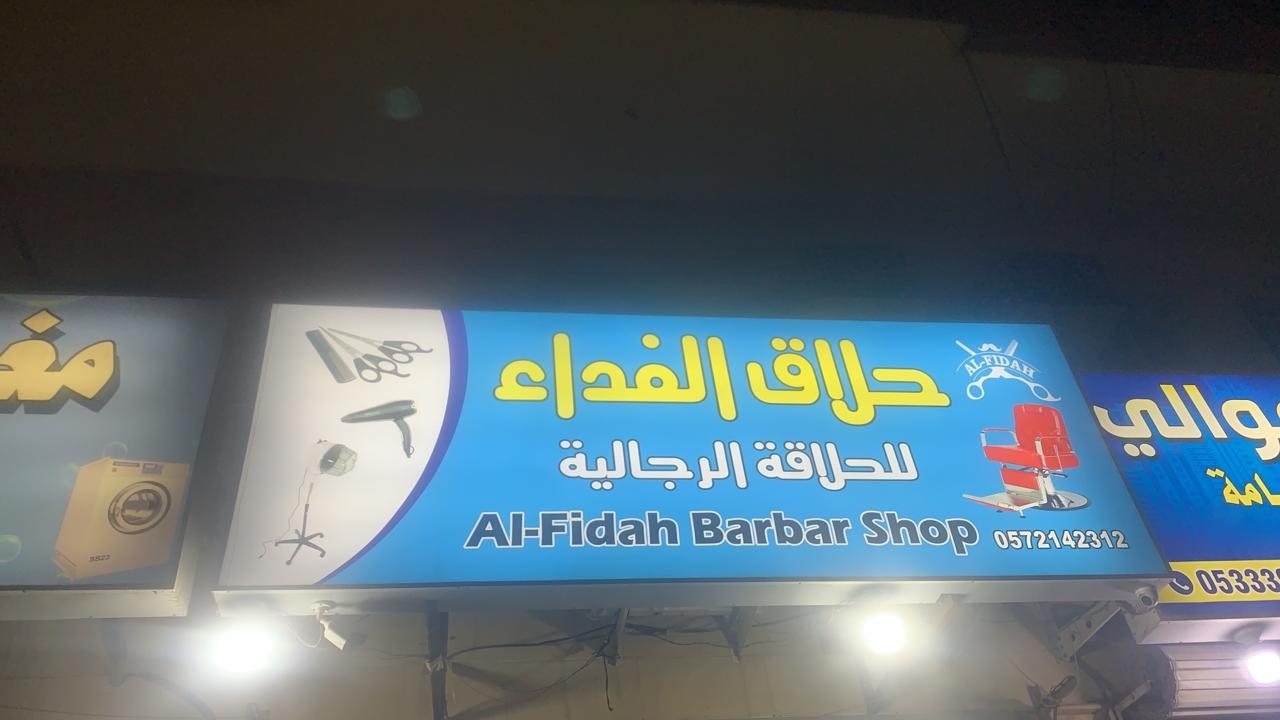 حلاق الفداء
للحلاقة الرجالية
Al-Fidah Barbar Shop
0572142312
AL-FIDAH